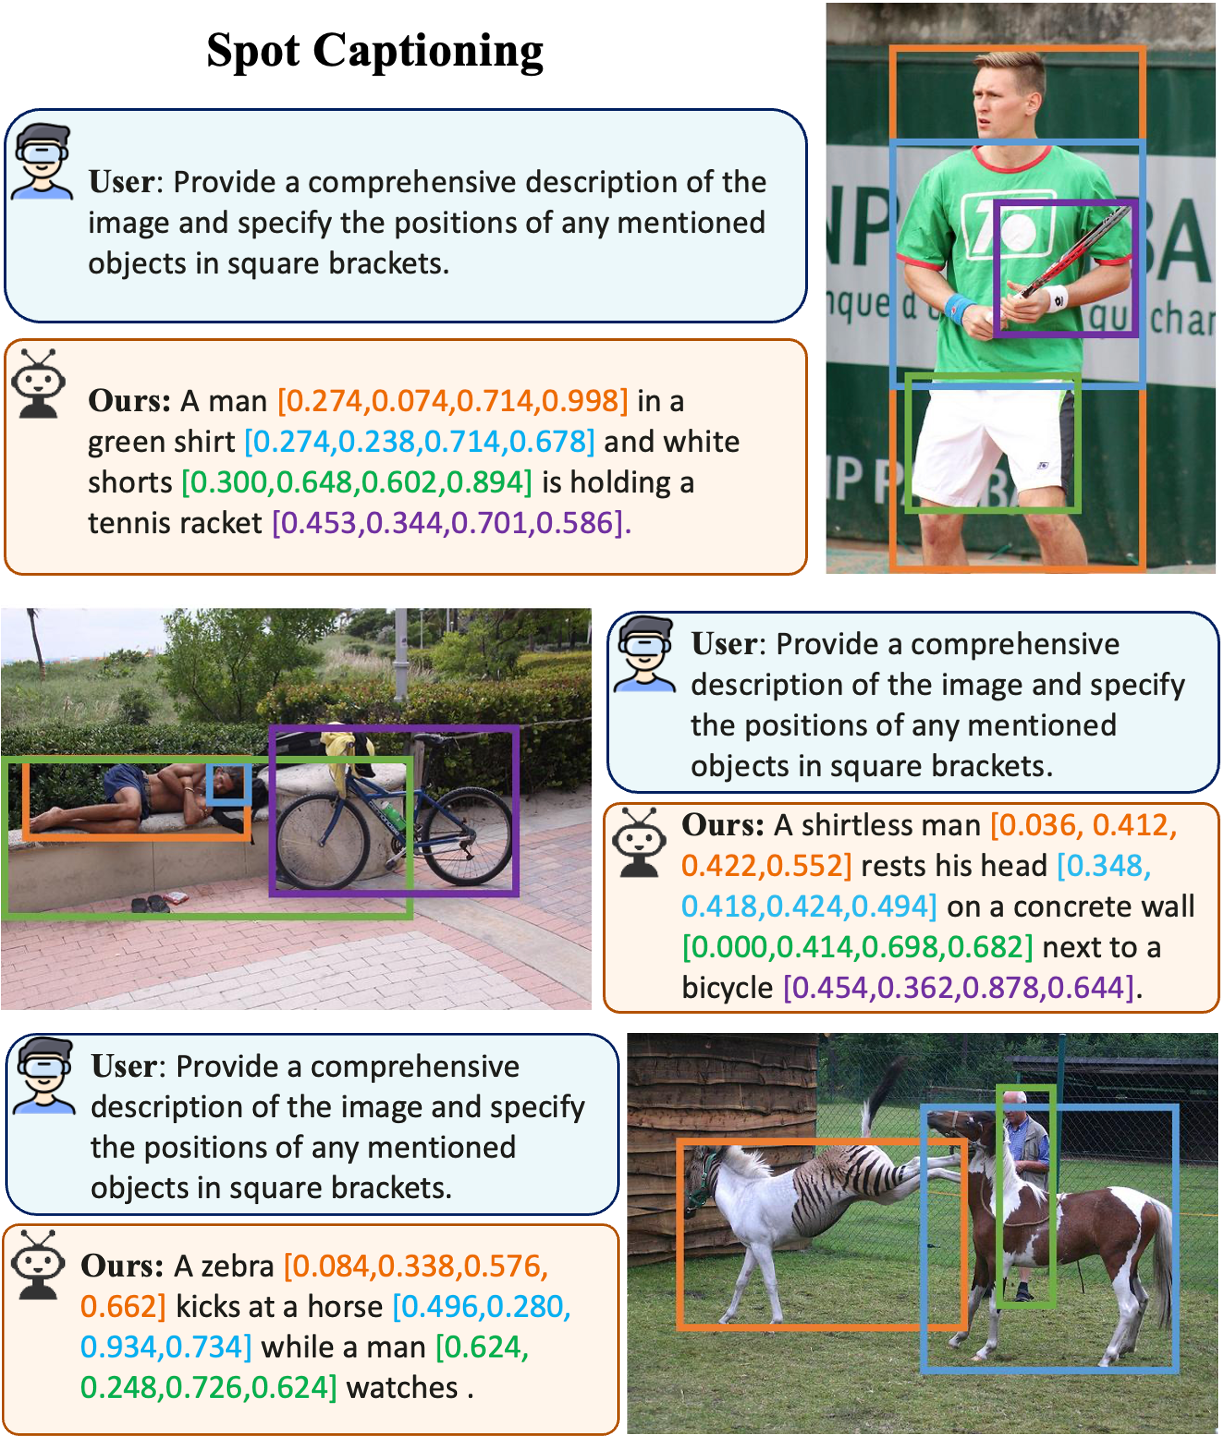 Spot Captioning
User: Provide a comprehensive description of the
image and specify the positions of any mentioned
objects in square brackets.
Ours: A man [0.274,0.074,0.714,0.998] in a
green shirt [0.274,0.238,0.714,0.678] and white
shorts [0.300,0.648,0.602,0.894] is holding a
tennis racket [0.453,0.344,0.701,0.586].
NP
BA
nque d
qu
char
NP P
BA
User: Provide a comprehensive
description of the image and specify
the positions of any mentioned
objects in square brackets.
Ours: A shirtless man [0.036, 0.412,
0.422,0.552] rests his head [0.348,
0.418,0.424,0.494] on a concrete wall
[0.000,0.414,0.698,0.682] next to a
bicycle [0.454,0.362,0.878,0.644].
User: Provide a comprehensive
description of the image and specify
the positions of any mentioned
objects in square brackets.
Ours: A zebra [0.084,0.338,0.576,
0.662] kicks at a horse [0.496,0.280,
0.934,0.734] while a man [0.624,
0.248,0.726,0.624] watches .